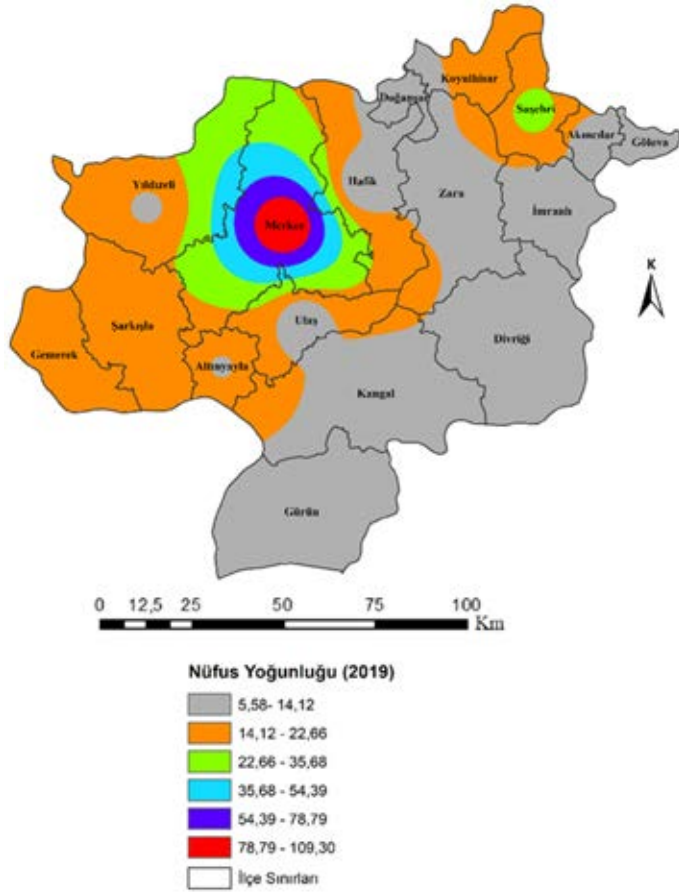 Koyulhisar
Doğanşar
Suşehri
Akıncılar
Gölova
Yıldızeli
Hafik
Zara
İmranlı
Merkez
K
Ulaş
Şarkışla
Divriği
Gemerek
Altınyayla
Kangal
Gürün
0 12,5 25 50 75 100
Km
Nüfus Yoğunluğu (2019)
5,58- 14,12
14,12 - 22,66
22,66 - 35,68
35,68 - 54,39
54,39 - 78,79
78,79 - 109,30
İlçe Sınırları